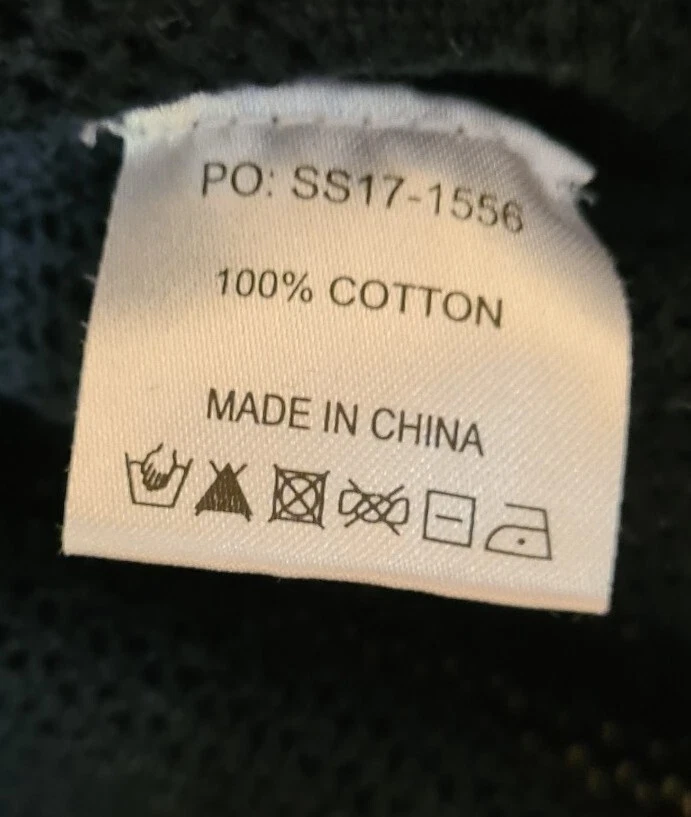 PO: SS17-1556
100% COTTON
MADE IN CHINA